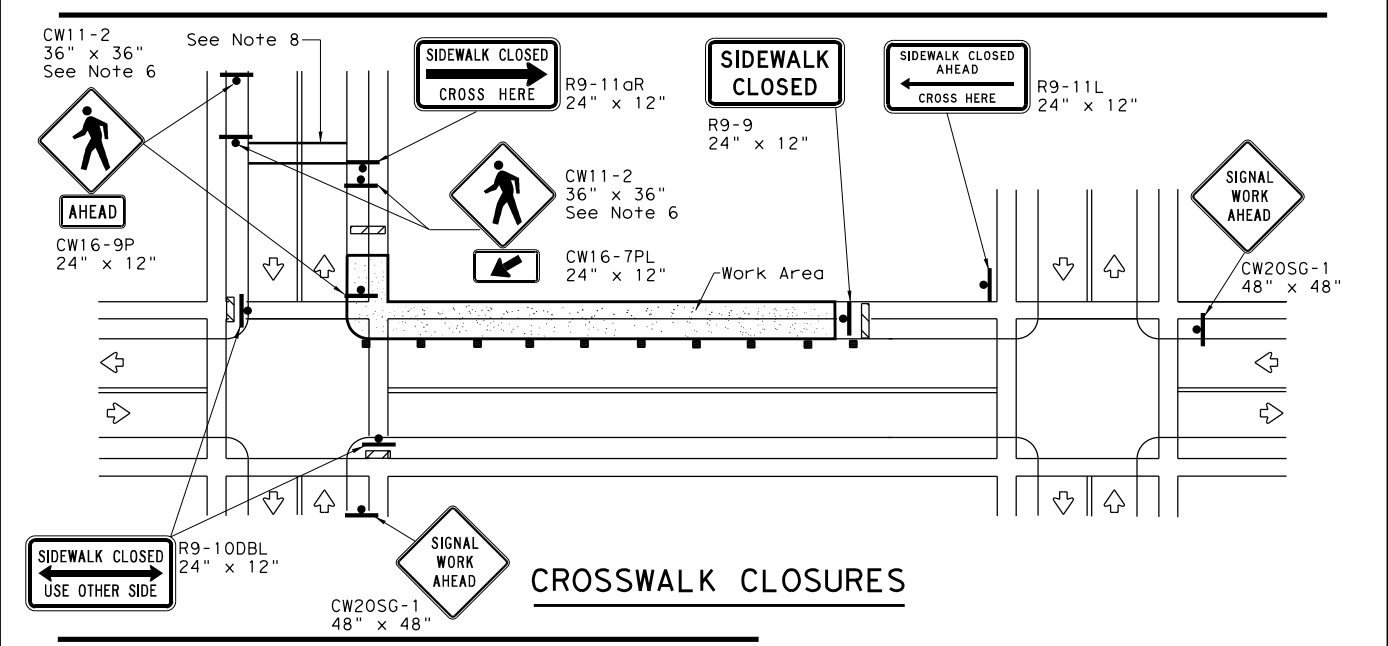 CW11-2
36" x 36"
See Note 6
See Note 8
SIDEWALK CLOSED
CROSS HERE
R9-11aR
24" x 12"
SIDEWALK
CLOSED
R9-9
24" x 12"
SIDEWALK CLOSED
AHEAD
CROSS HERE
R9-11L
24" x 12"
AHEAD
CW16-9P
24" x 12"
CW11-2
36" x 36"
See Note 6
CW16-7PL
24" x 12"
Work Area
SIGNAL
WORK
AHEAD
CW20SG-1
48" x 48"
SIDEWALK CLOSED
USE OTHER SIDE
R9-10DBL
24" x 12"
SIGNAL
WORK
AHEAD
CW20SG-1
48" x 48"
CROSSWALK CLOSURES